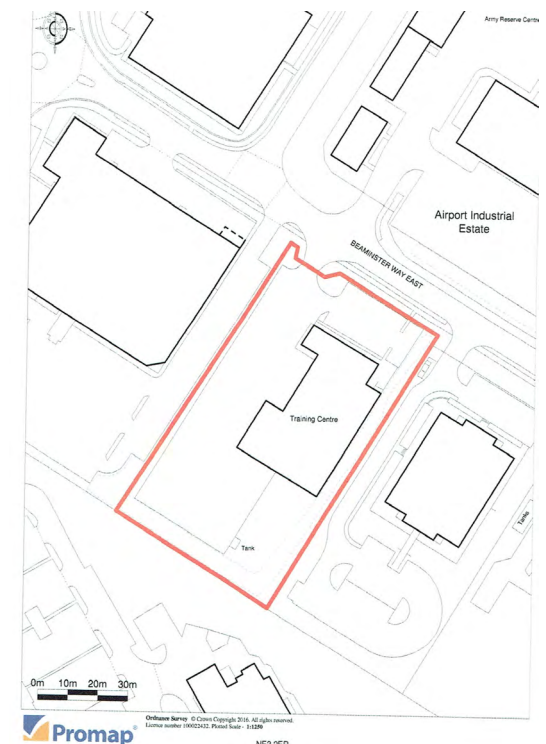 Army Reserve Centre
Airport Industrial
Estate
BEAMINSTER WAY EAST
Training Centre
Tanks
Tank
0m 10m 20m 30m
Promap®
Ordnance Survey © Crown Copyright 2016. All rights reserved.
Licence number 100022432. Plotted Scale - 1:1250